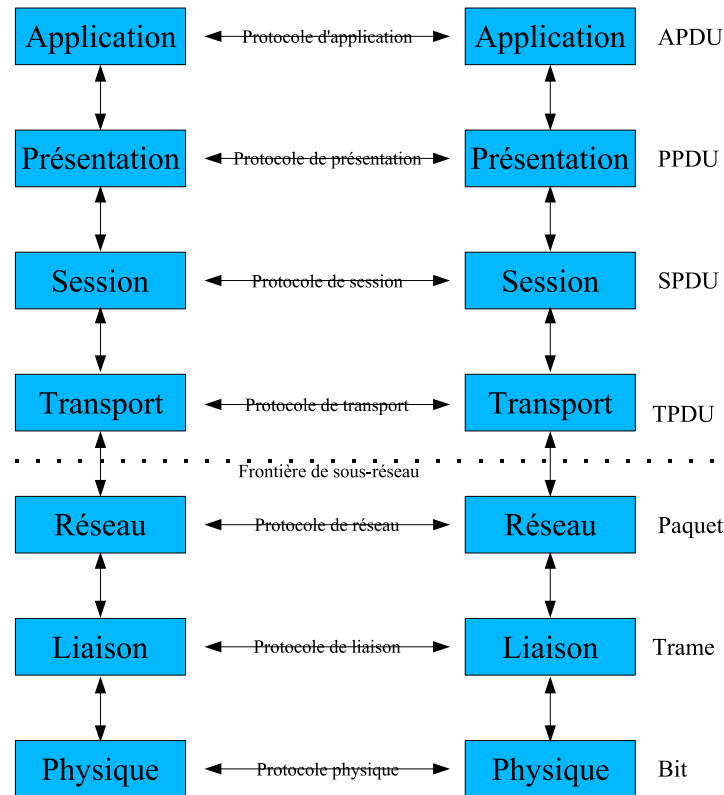 Application Protocole d'application Application APDU
Présentation Protocole de présentation Présentation PPDU
Session Protocole de session Session SPDU
Transport Protocole de transport Transport TPDU
Frontière de sous-réseau
Réseau Protocole de réseau Réseau Paquet
Liaison Protocole de liaison Liaison Trame
Physique Protocole physique Physique Bit